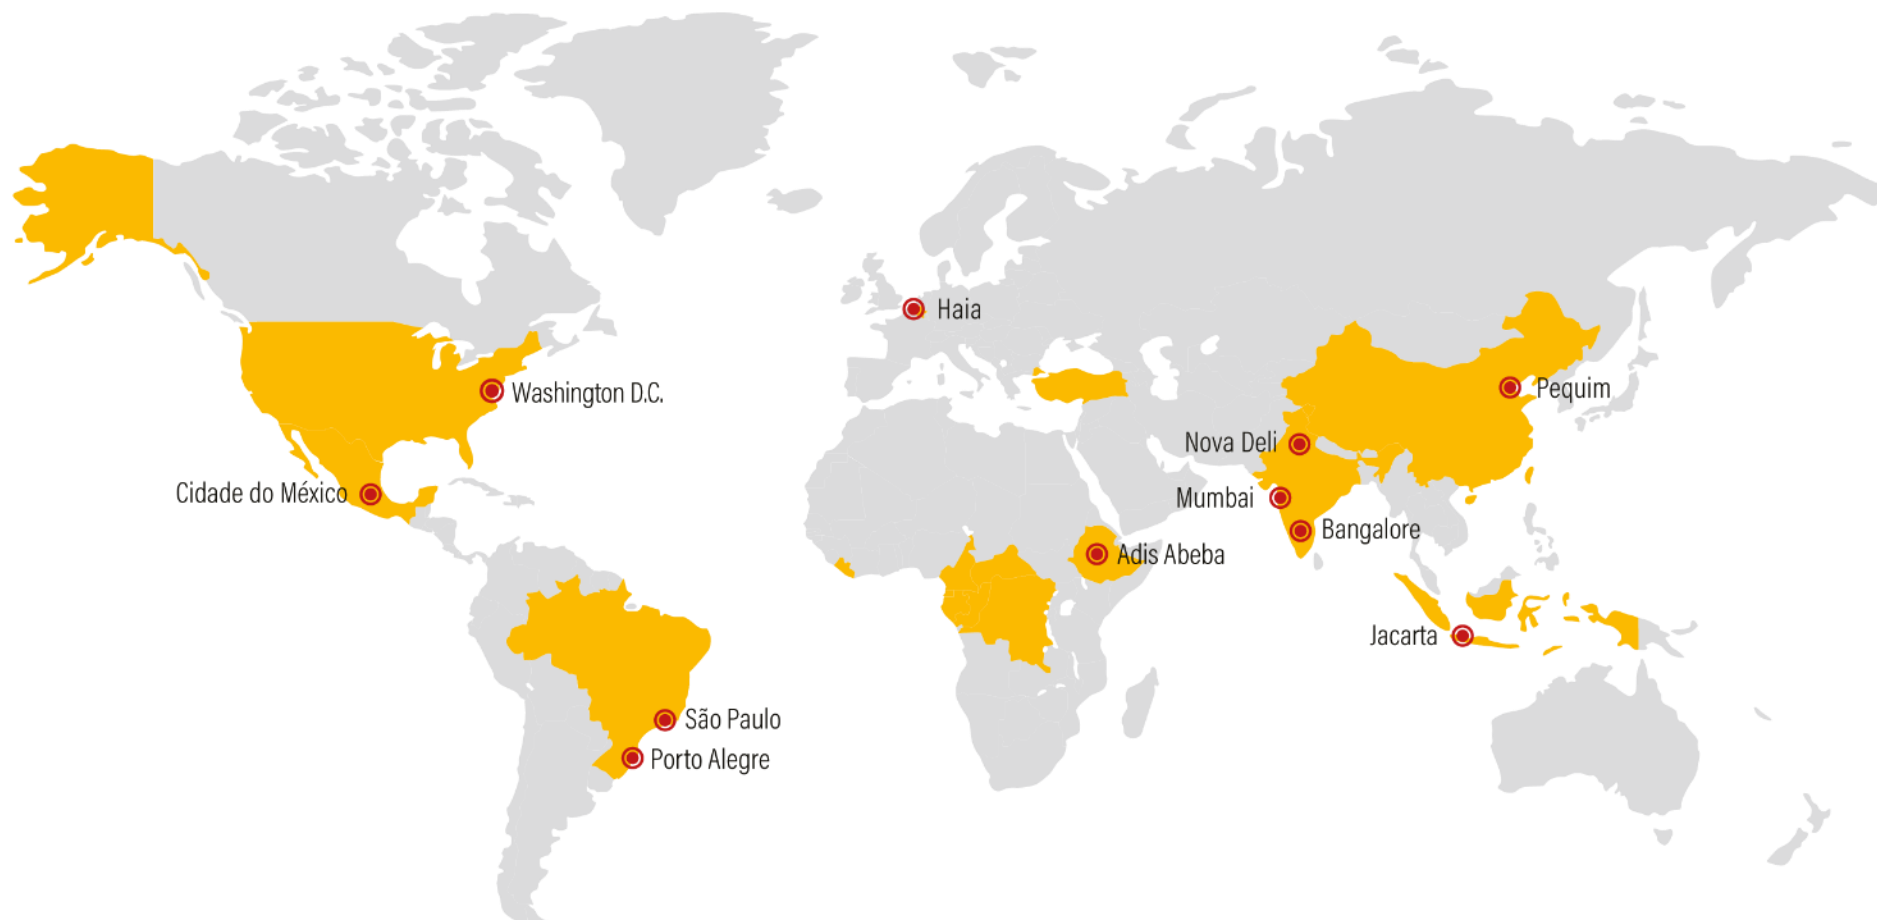 Haia
Washington D.C.
Pequim
Nova Deli
Cidade do México
Mumbai
Bangalore
Adis Abeba
Jacarta
São Paulo
Porto Alegre